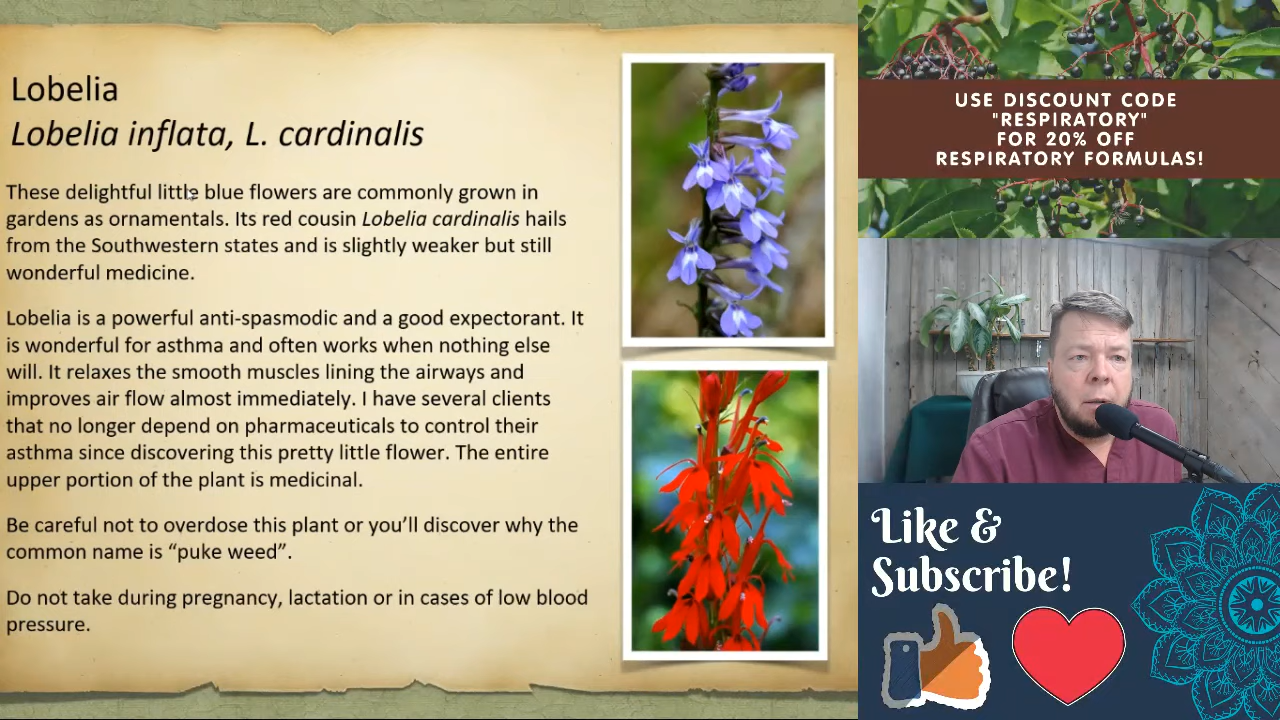 Lobelia
Lobelia inflata, L. cardinalis
These delightful little blue flowers are commonly grown in
gardens as ornamentals. Its red cousin Lobelia cardinalis hails
from the Southwestern states and is slightly weaker but still
wonderful medicine.
Lobelia is a powerful anti-spasmodic and a good expectorant. It
is wonderful for asthma and often works when nothing else
will. It relaxes the smooth muscles lining the airways and
improves air flow almost immediately. I have several clients
that no longer depend on pharmaceuticals to control their
asthma since discovering this pretty little flower. The entire
upper portion of the plant is medicinal.
Be careful not to overdose this plant or you’ll discover why the
common name is “puke weed”.
Do not take during pregnancy, lactation or in cases of low blood
pressure.
USE DISCOUNT CODE
"RESPIRATORY"
FOR 20% OFF
RESPIRATORY FORMULAS!
Like &
Subscribe!